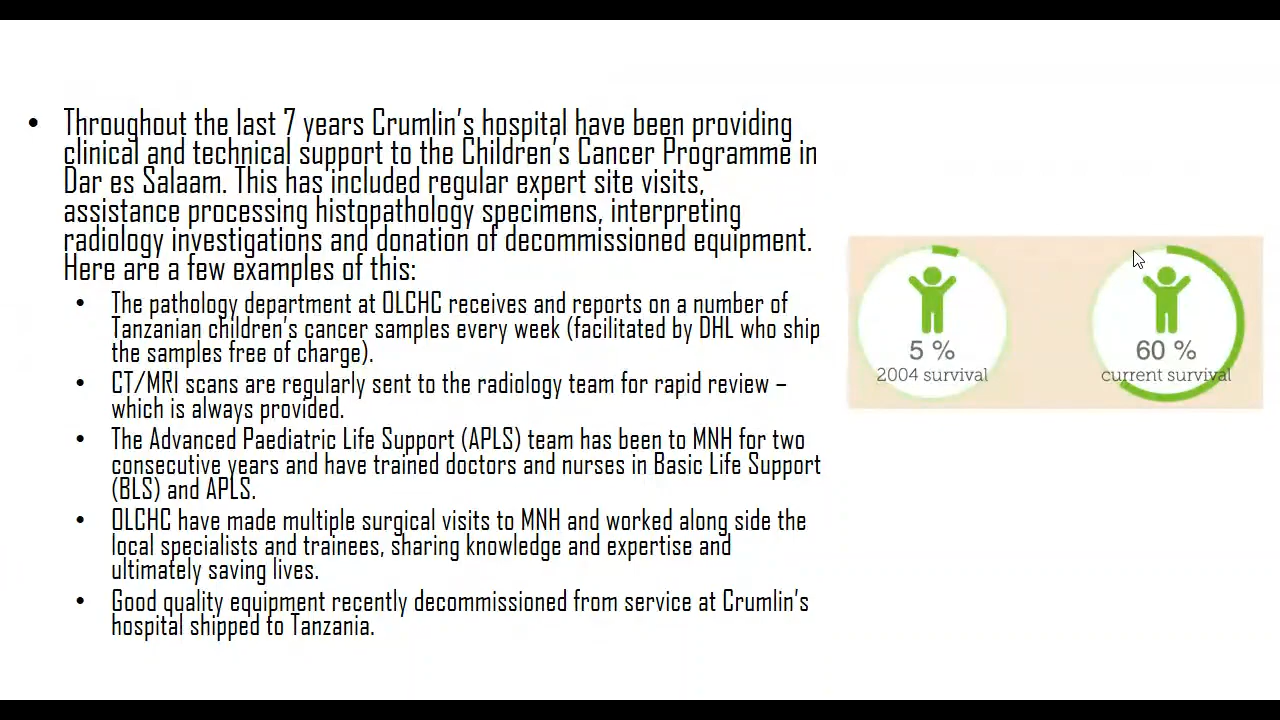 • Throughout the last 7 years Crumlin's hospital have been providing
clinical and technical support to the Children's Cancer Programme in
Dar es Salaam. This has included regular expert site visits,
assistance processing histopathology specimens, interpreting
radiology investigations and donation of decommissioned equipment.
Here are a few examples of this:
• The pathology department at OLCHC receives and reports on a number of
Tanzanian children's cancer samples every week (facilitated by DHL who ship
the samples free of charge).
• CT/MRI scans are regularly sent to the radiology team for rapid review –
which is always provided.
• The Advanced Paediatric Life Support (APLS) team has been to MNH for two
consecutive years and have trained doctors and nurses in Basic Life Support
(BLS) and APLS.
• OLCHC have made multiple surgical visits to MNH and worked along side the
local specialists and trainees, sharing knowledge and expertise and
ultimately saving lives.
• Good quality equipment recently decommissioned from service at Crumlin's
hospital shipped to Tanzania.
5 %
2004 survival
60 %
current survival